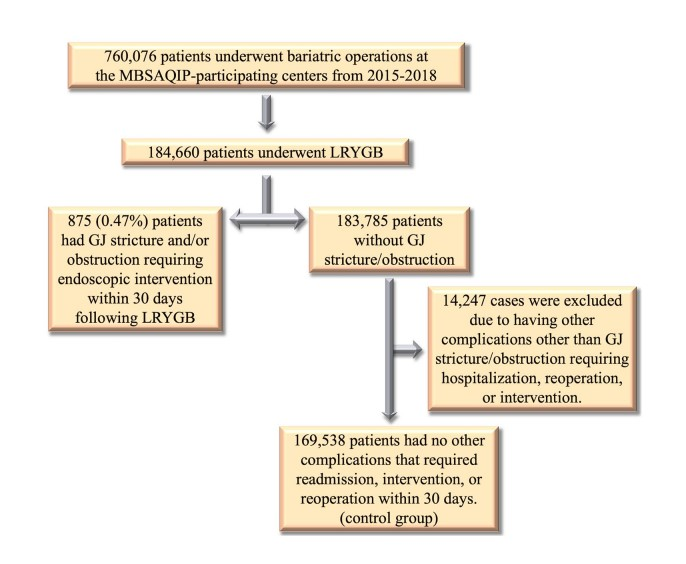 760,076 patients underwent bariatric operations at
the MBSAQIP-participating centers from 2015-2018
184,660 patients underwent LRYGB
875 (0.47%) patients
had GJ stricture and/or
obstruction requiring
endoscopic intervention
within 30 days
following LRYGB
183,785 patients
without GJ
stricture/obstruction
14,247 cases were excluded
due to having other
complications other than GJ
stricture/obstruction requiring
hospitalization, reoperation,
or intervention.
169,538 patients had no other
complications that required
readmission, intervention, or
reoperation within 30 days.
(control group)